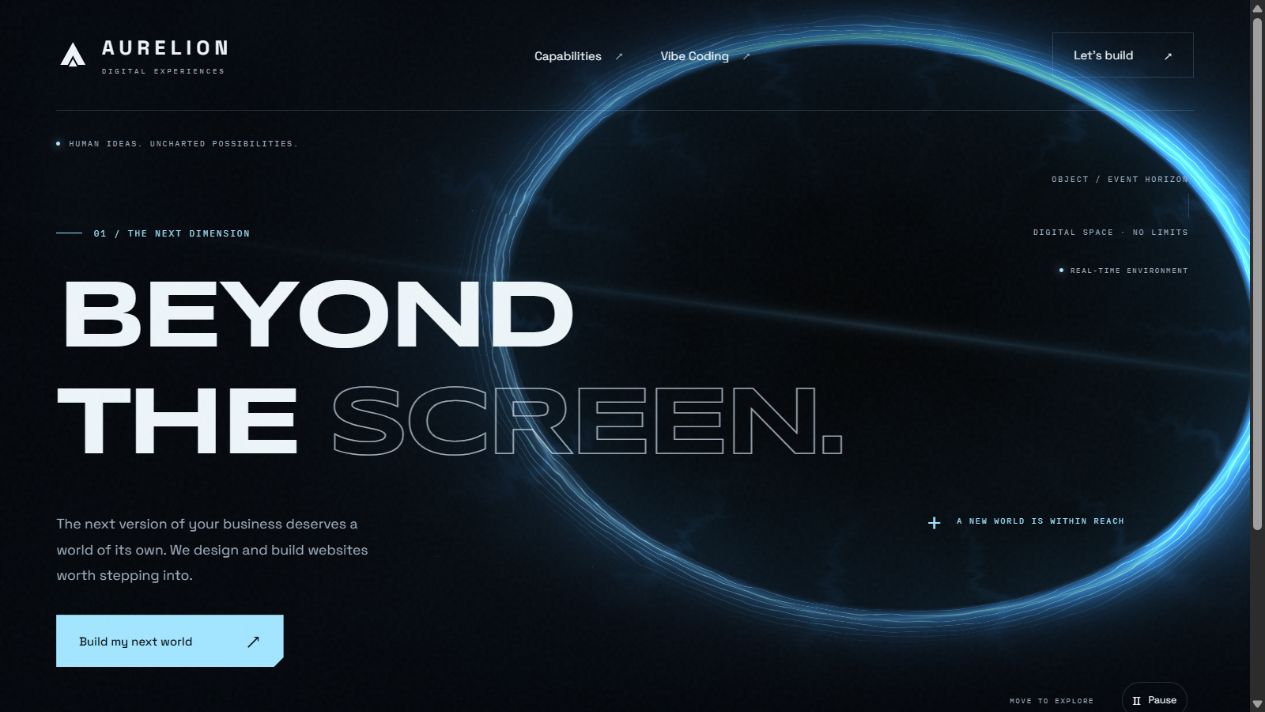 AURELION
DIGITAL EXPERIENCES
Capabilities ↗
Vibe Coding ↗
Let's build ↗
HUMAN IDEAS. UNCHARTED POSSIBILITIES.
OBJECT / EVENT HORIZON
DIGITAL SPACE · NO LIMITS
REAL-TIME ENVIRONMENT
01 / THE NEXT DIMENSION
BEYOND
THE SCREEN.
The next version of your business deserves a
world of its own. We design and build websites
worth stepping into.
A NEW WORLD IS WITHIN REACH
Build my next world ↗
MOVE TO EXPLORE
Pause